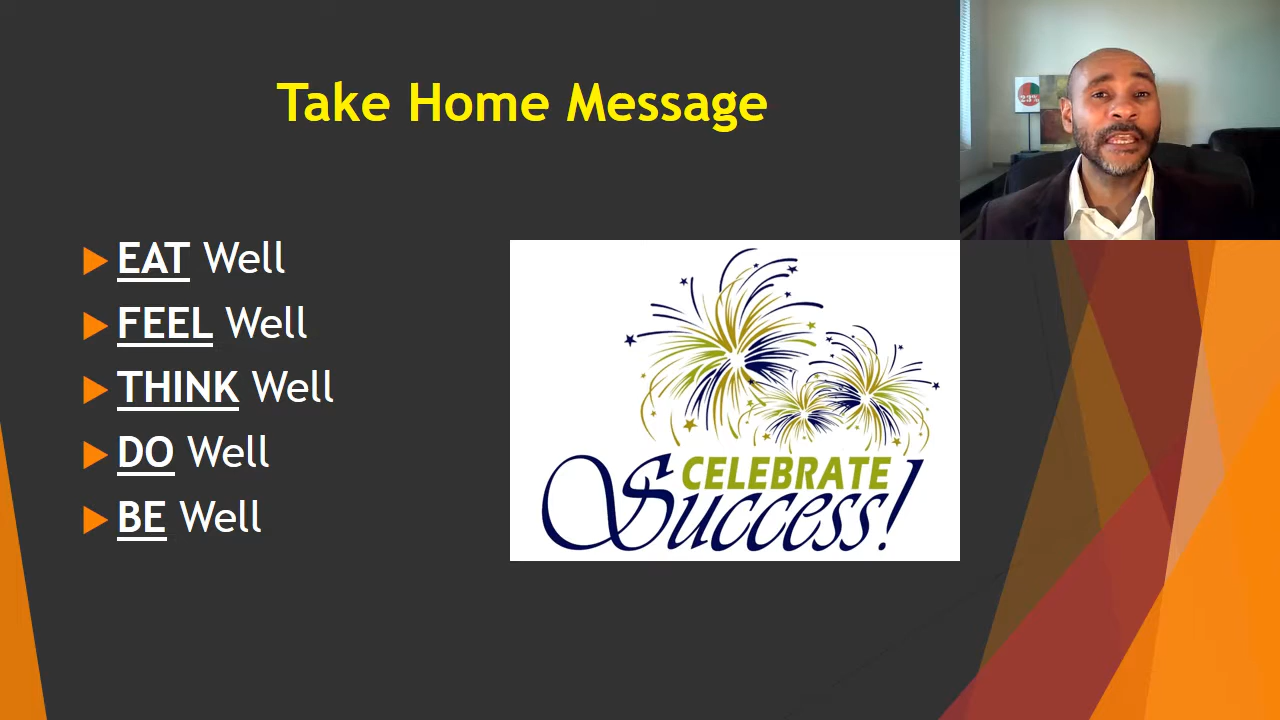 Take Home Message
EAT Well
FEEL Well
THINK Well
DO Well
BE Well
CELEBRATE
Success!